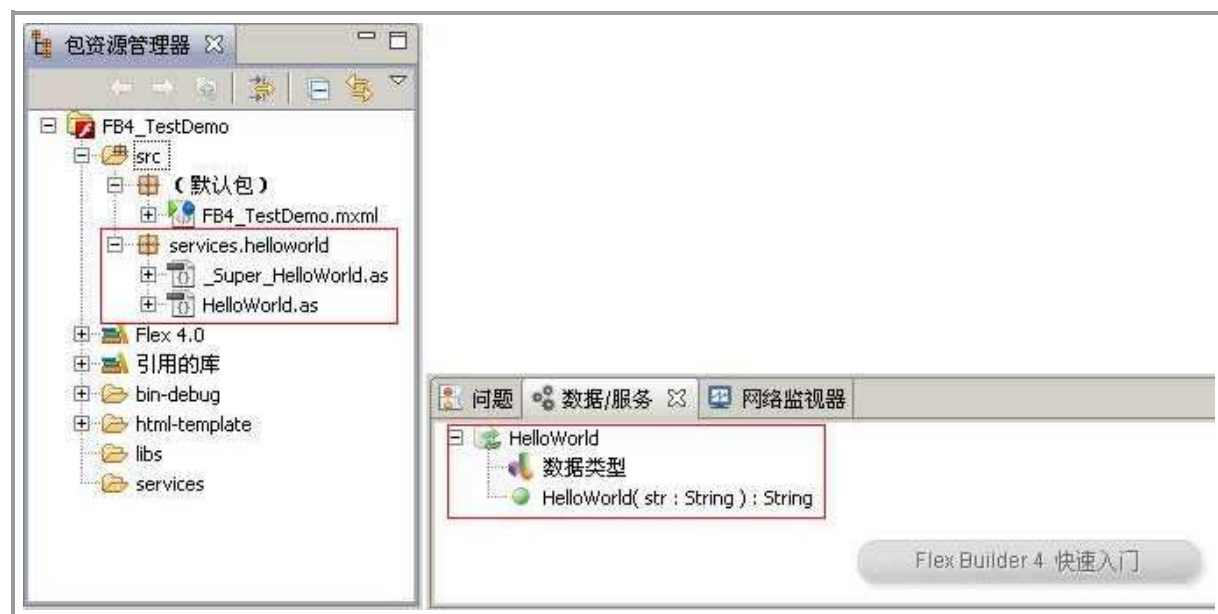 包资源管理器
FB4_TestDemo
src
（默认包）
FB4_TestDemo.mxml
services.helloworld
_Super_HelloWorld.as
HelloWorld.as
Flex 4.0
引用的库
bin-debug
html-template
libs
services
问题 数据/服务 网络监视器
HelloWorld
数据类型
HelloWorld( str : String ) : String
Flex Builder 4 快速入门